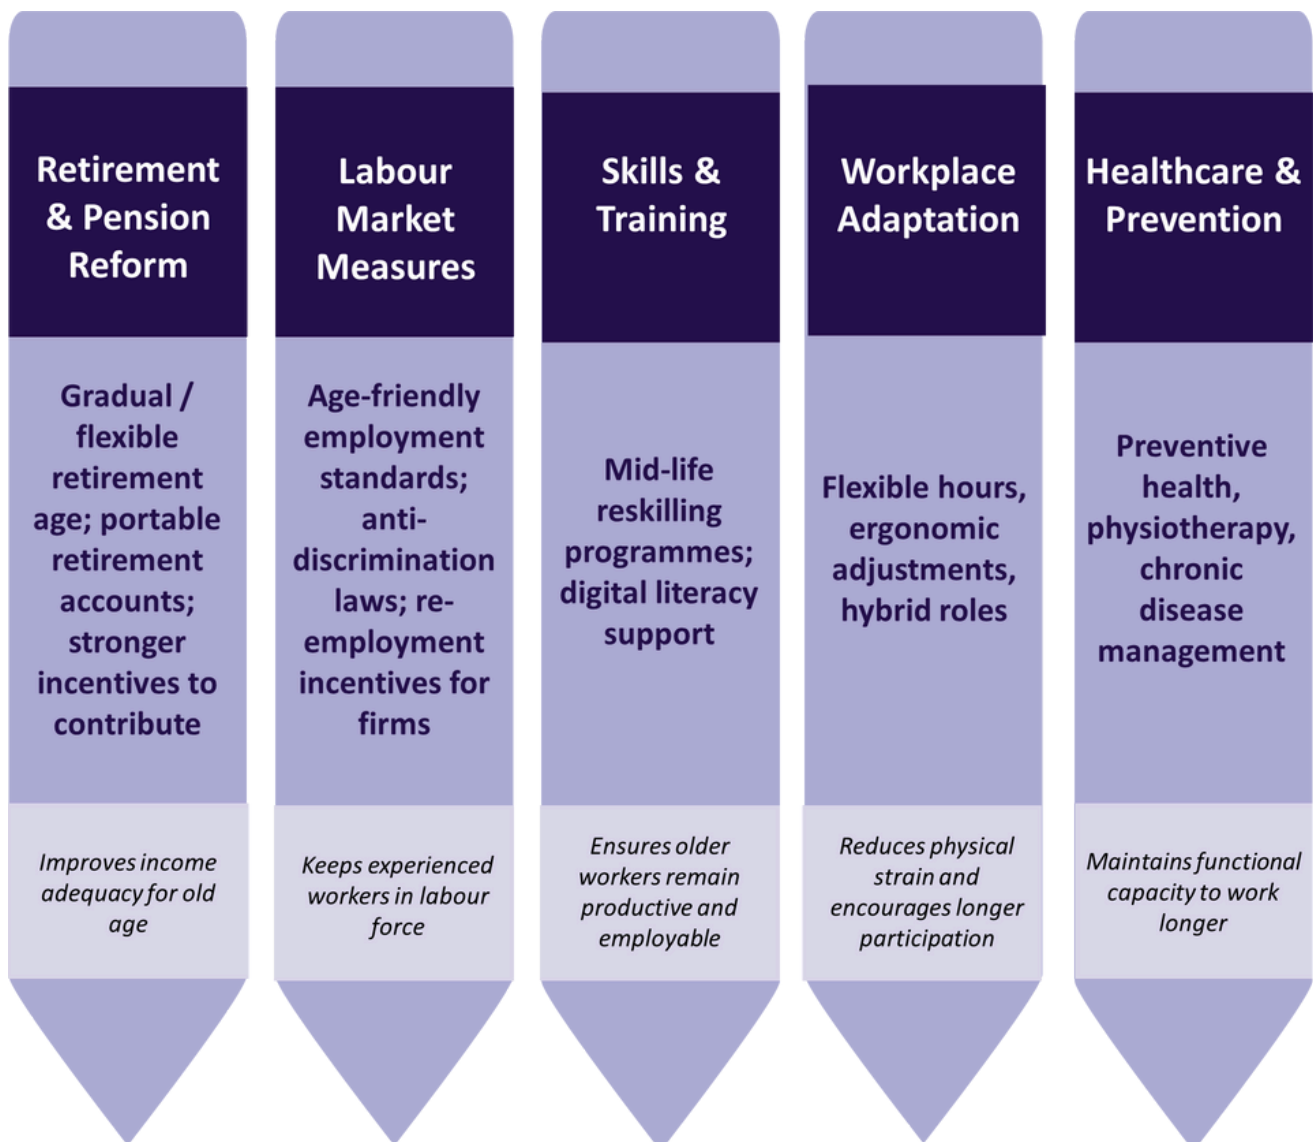 Retirement
& Pension
Reform
Gradual /
flexible
retirement
age; portable
retirement
accounts;
stronger
incentives to
contribute
Improves income
adequacy for old
age
Labour
Market
Measures
Age-friendly
employment
standards;
anti-
discrimination
laws; re-
employment
incentives for
firms
Keeps experienced
workers in labour
force
Skills &
Training
Mid-life
reskilling
programmes;
digital literacy
support
Ensures older
workers remain
productive and
employable
Workplace
Adaptation
Flexible hours,
ergonomic
adjustments,
hybrid roles
Reduces physical
strain and
encourages longer
participation
Healthcare &
Prevention
Preventive
health,
physiotherapy,
chronic
disease
management
Maintains functional
capacity to work
longer